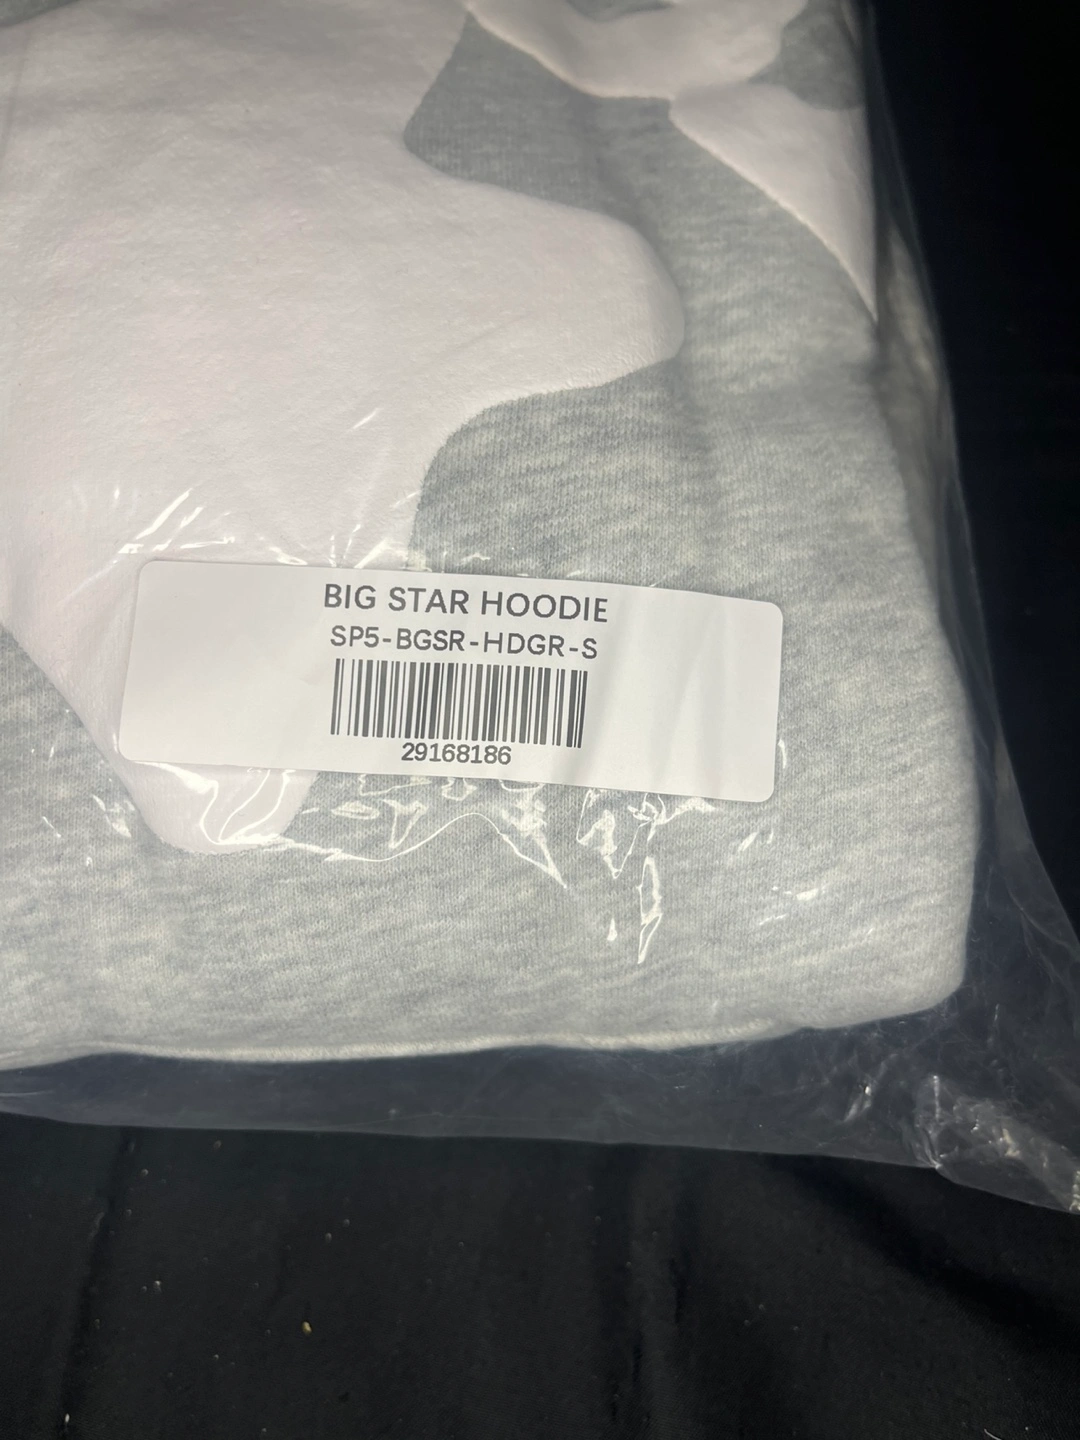 BIG STAR HOODIE
SP5-BGSR-HDGR-S
29168186